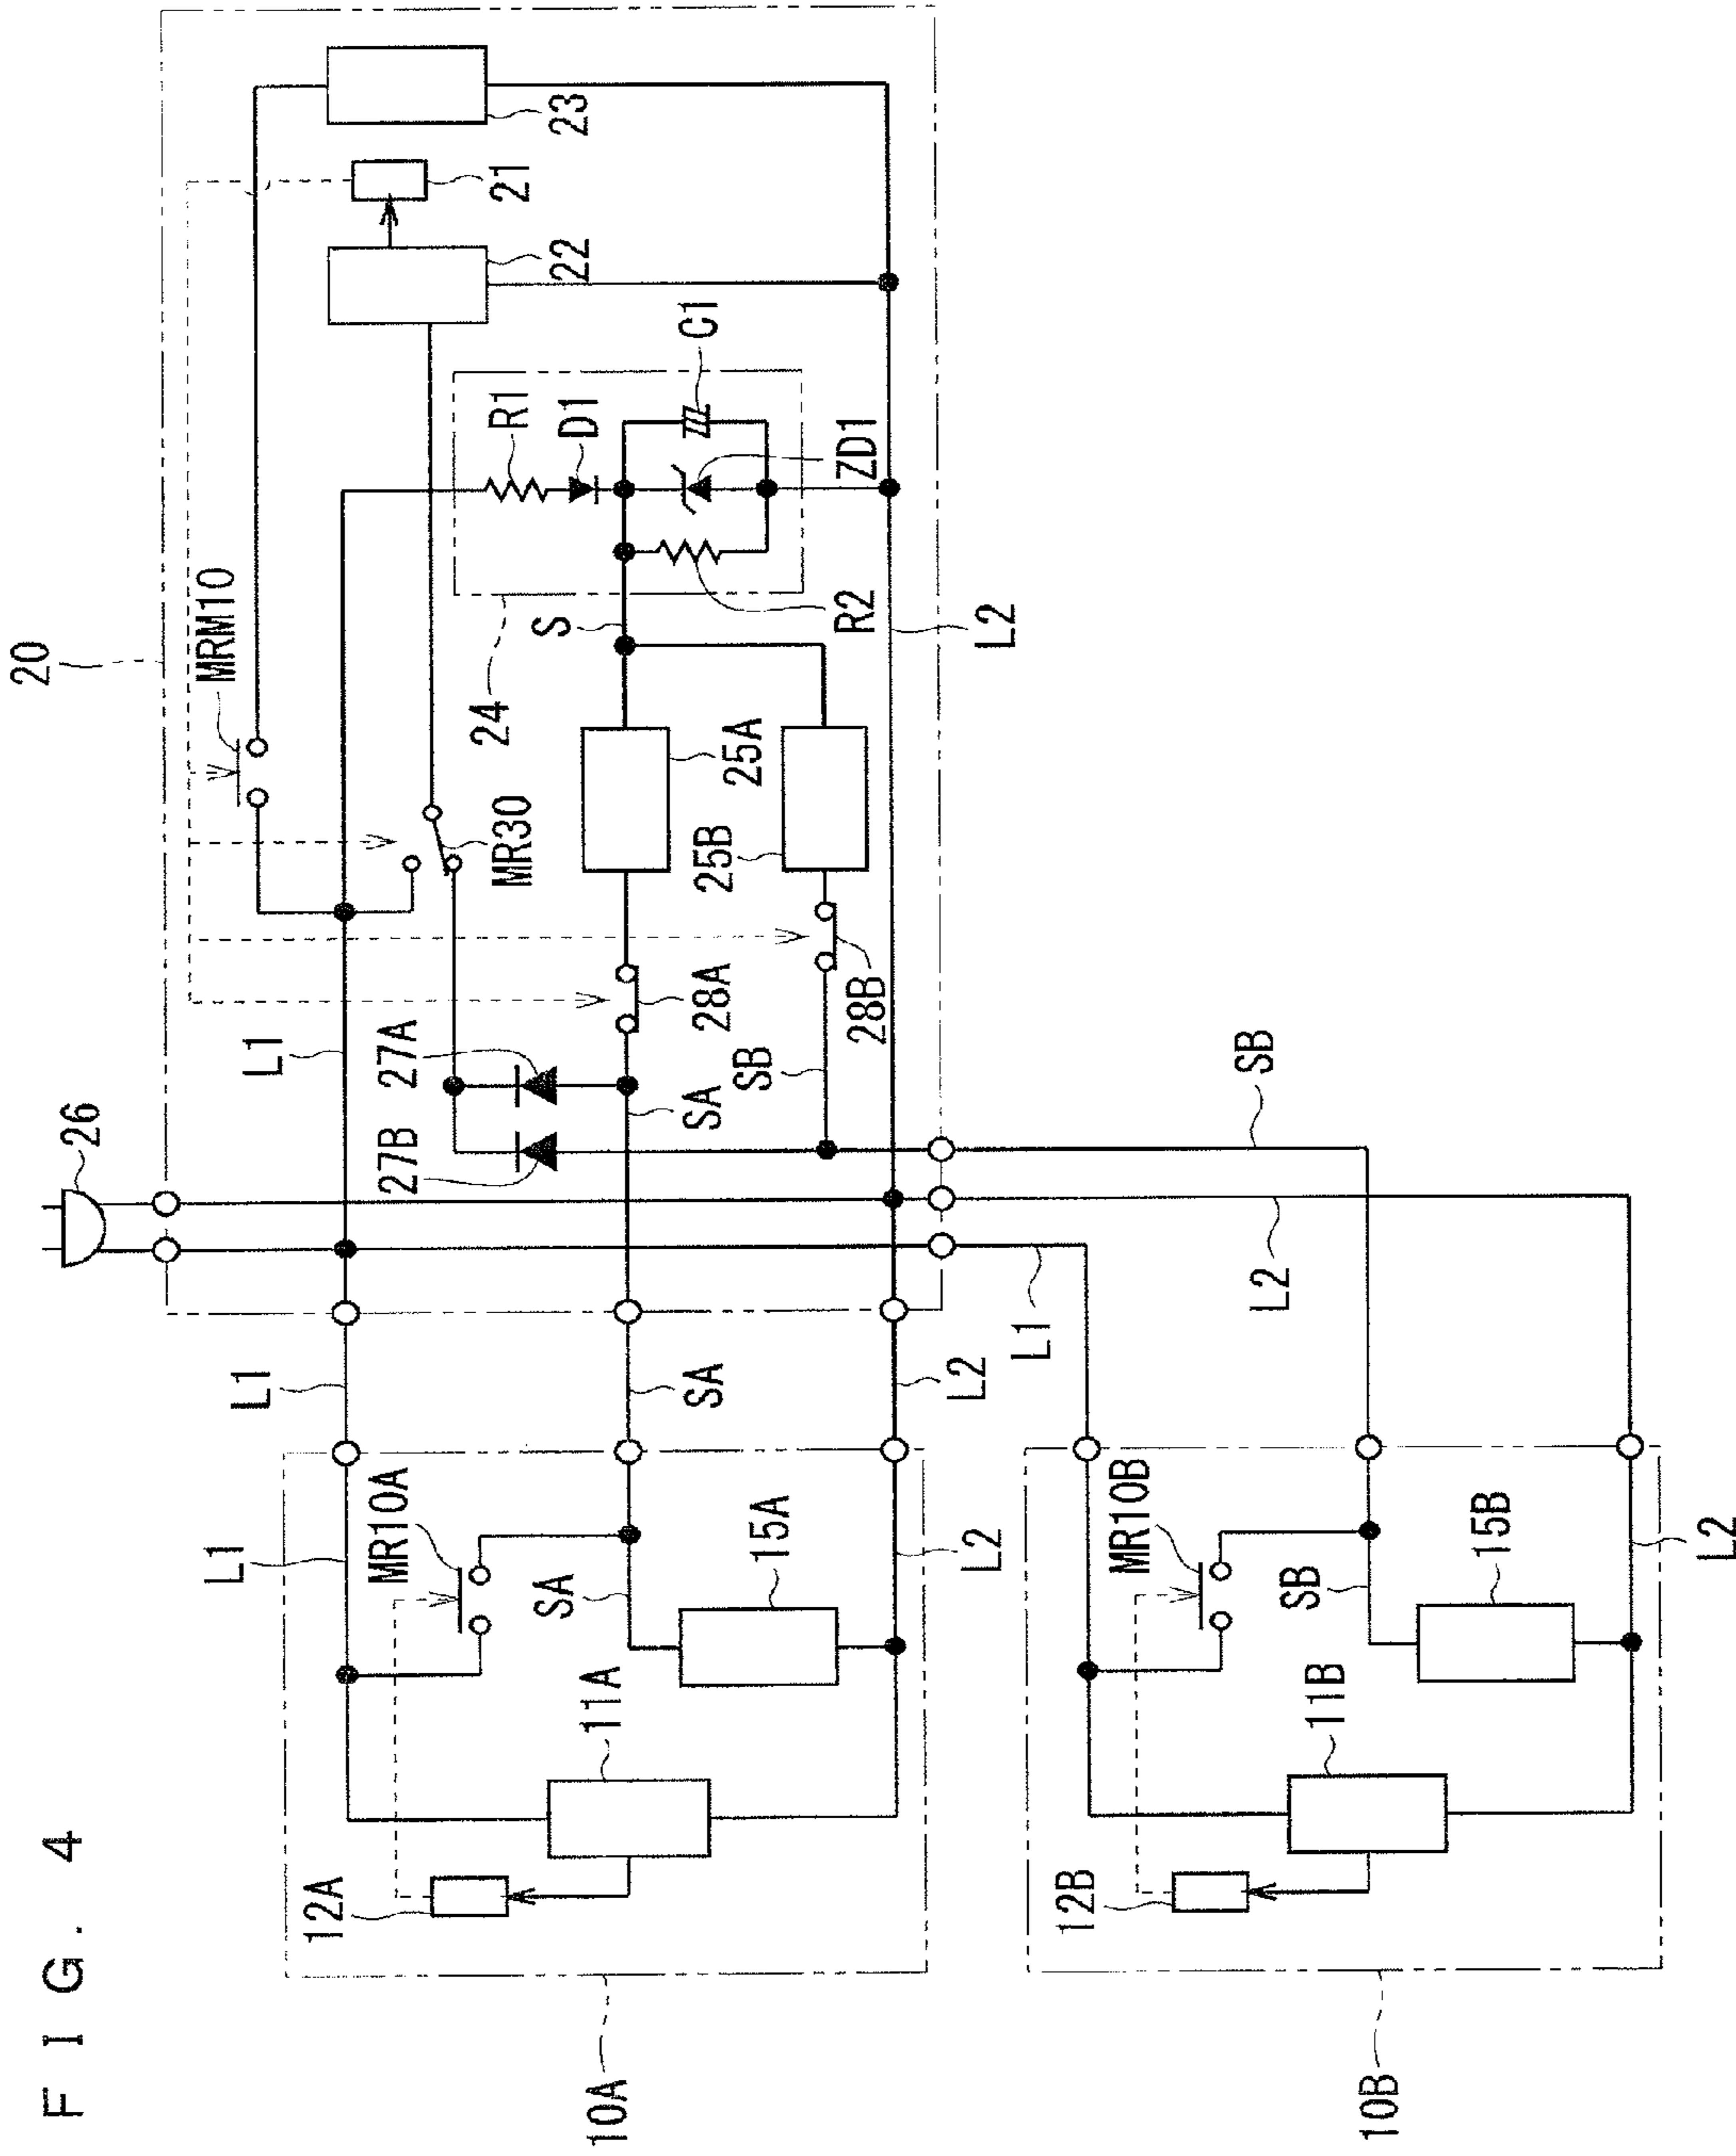 FIG. 4
20
26
MRM10
23
21
22
L1
27A
27B
MR30
24
R1
D1
C1
ZD1
R2
S
25A
25B
28A
28B
SA
SB
L2
L1
SA
L2
L1
L2
SB
10A
12A
11A
L1
MR10A
SA
15A
L2
10B
12B
11B
MR10B
SB
15B
L2